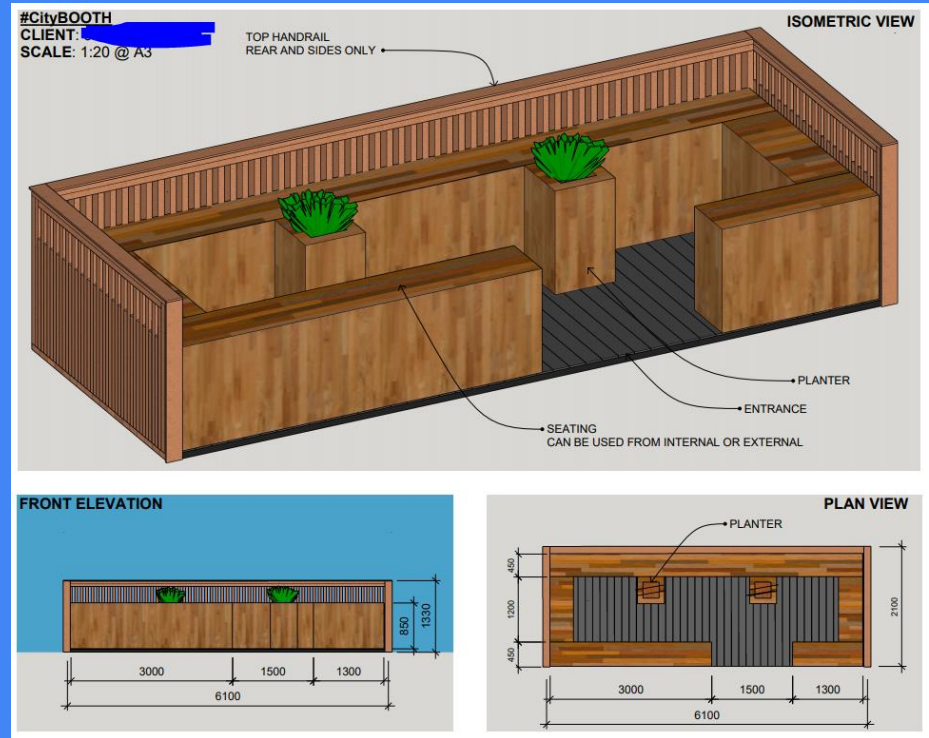 #CityBOOTH
CLIENT:
SCALE: 1:20 @ A3
TOP HANDRAIL
REAR AND SIDES ONLY
ISOMETRIC VIEW
PLANTER
ENTRANCE
SEATING
CAN BE USED FROM INTERNAL OR EXTERNAL
FRONT ELEVATION
850
1330
3000
1500
1300
6100
PLAN VIEW
PLANTER
450
1200
450
2100
3000
1500
1300
6100